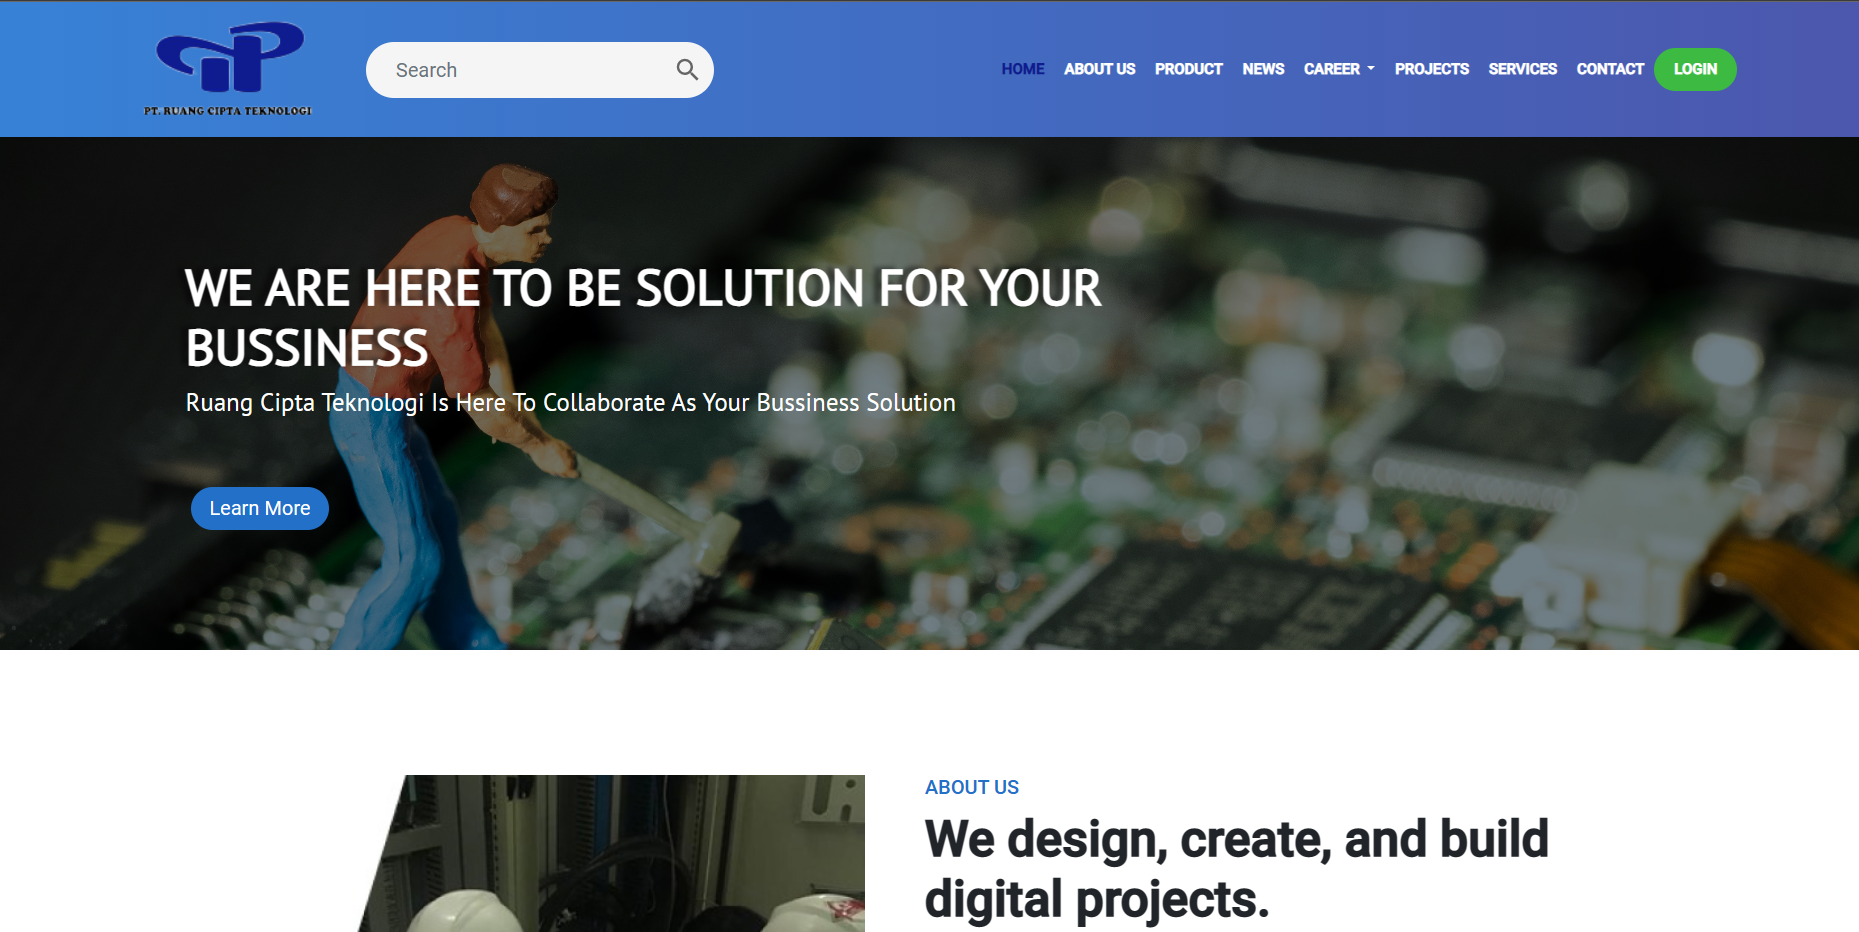 PT. RUANG CIPTA TEKNOLOGI
Search
HOME ABOUT US PRODUCT NEWS CAREER PROJECTS SERVICES CONTACT LOGIN
WE ARE HERE TO BE SOLUTION FOR YOUR
BUSSINESS
Ruang Cipta Teknologi Is Here To Collaborate As Your Bussiness Solution
Learn More
ABOUT US
We design, create, and build
digital projects.